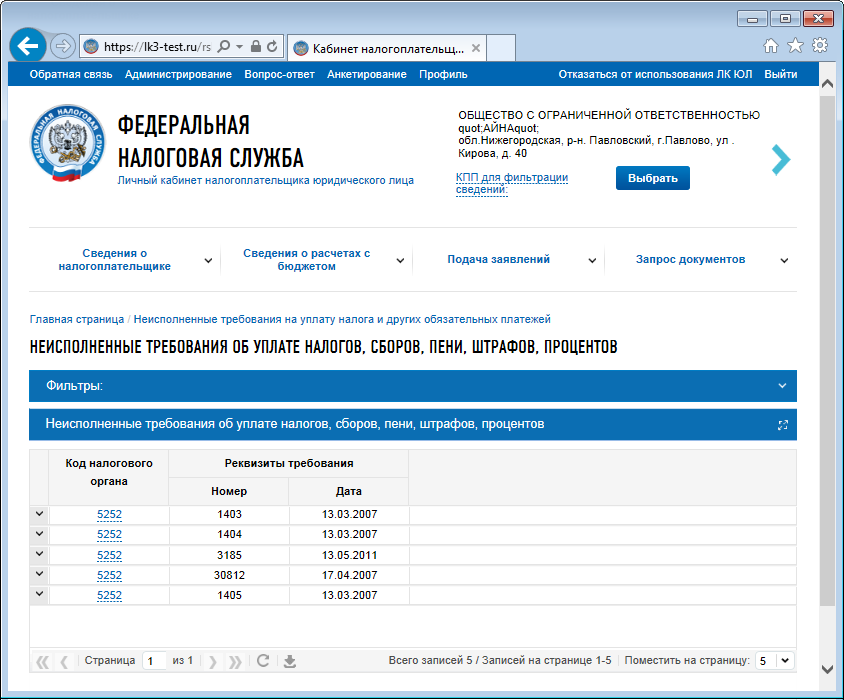 https://lk3-test.ru/rs
Кабинет налогоплательщ...
Обратная связь Администрирование Вопрос-ответ Анкетирование Профиль Отказаться от использования ЛК ЮЛ Выйти
ФЕДЕРАЛЬНАЯ НАЛОГОВАЯ СЛУЖБА
ФЕДЕРАЛЬНАЯ
НАЛОГОВАЯ СЛУЖБА
Личный кабинет налогоплательщика юридического лица
ОБЩЕСТВО С ОГРАНИЧЕННОЙ ОТВЕТСТВЕННОСТЬЮ
quot;АЙНАquot;
обл.Нижегородская, р-н. Павловский, г.Павлово, ул .
Кирова, д. 40
КПП для фильтрации
сведений:
Выбрать
Сведения о
налогоплательщике
Сведения о расчетах с
бюджетом
Подача заявлений
Запрос документов
Главная страница / Неисполненные требования на уплату налога и других обязательных платежей
НЕИСПОЛНЕННЫЕ ТРЕБОВАНИЯ ОБ УПЛАТЕ НАЛОГОВ, СБОРОВ, ПЕНИ, ШТРАФОВ, ПРОЦЕНТОВ
Фильтры:
Неисполненные требования об уплате налогов, сборов, пени, штрафов, процентов
Код налогового
органа
Реквизиты требования
Номер Дата
5252 1403 13.03.2007
5252 1404 13.03.2007
5252 3185 13.05.2011
5252 30812 17.04.2007
5252 1405 13.03.2007
Страница 1 из 1 Всего записей 5 / Записей на странице 1-5 Поместить на страницу: 5